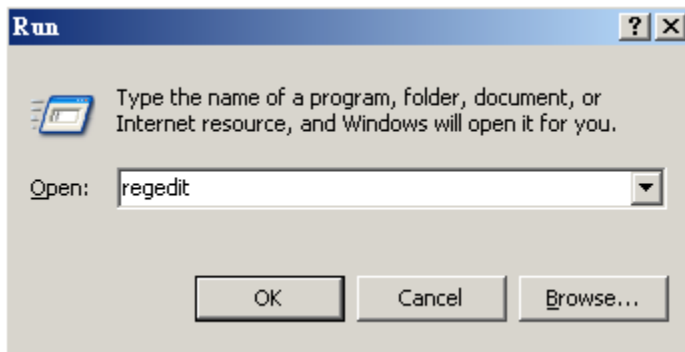 Run
Type the name of a program, folder, document, or
Internet resource, and Windows will open it for you.
Open: regedit
OK Cancel Browse...